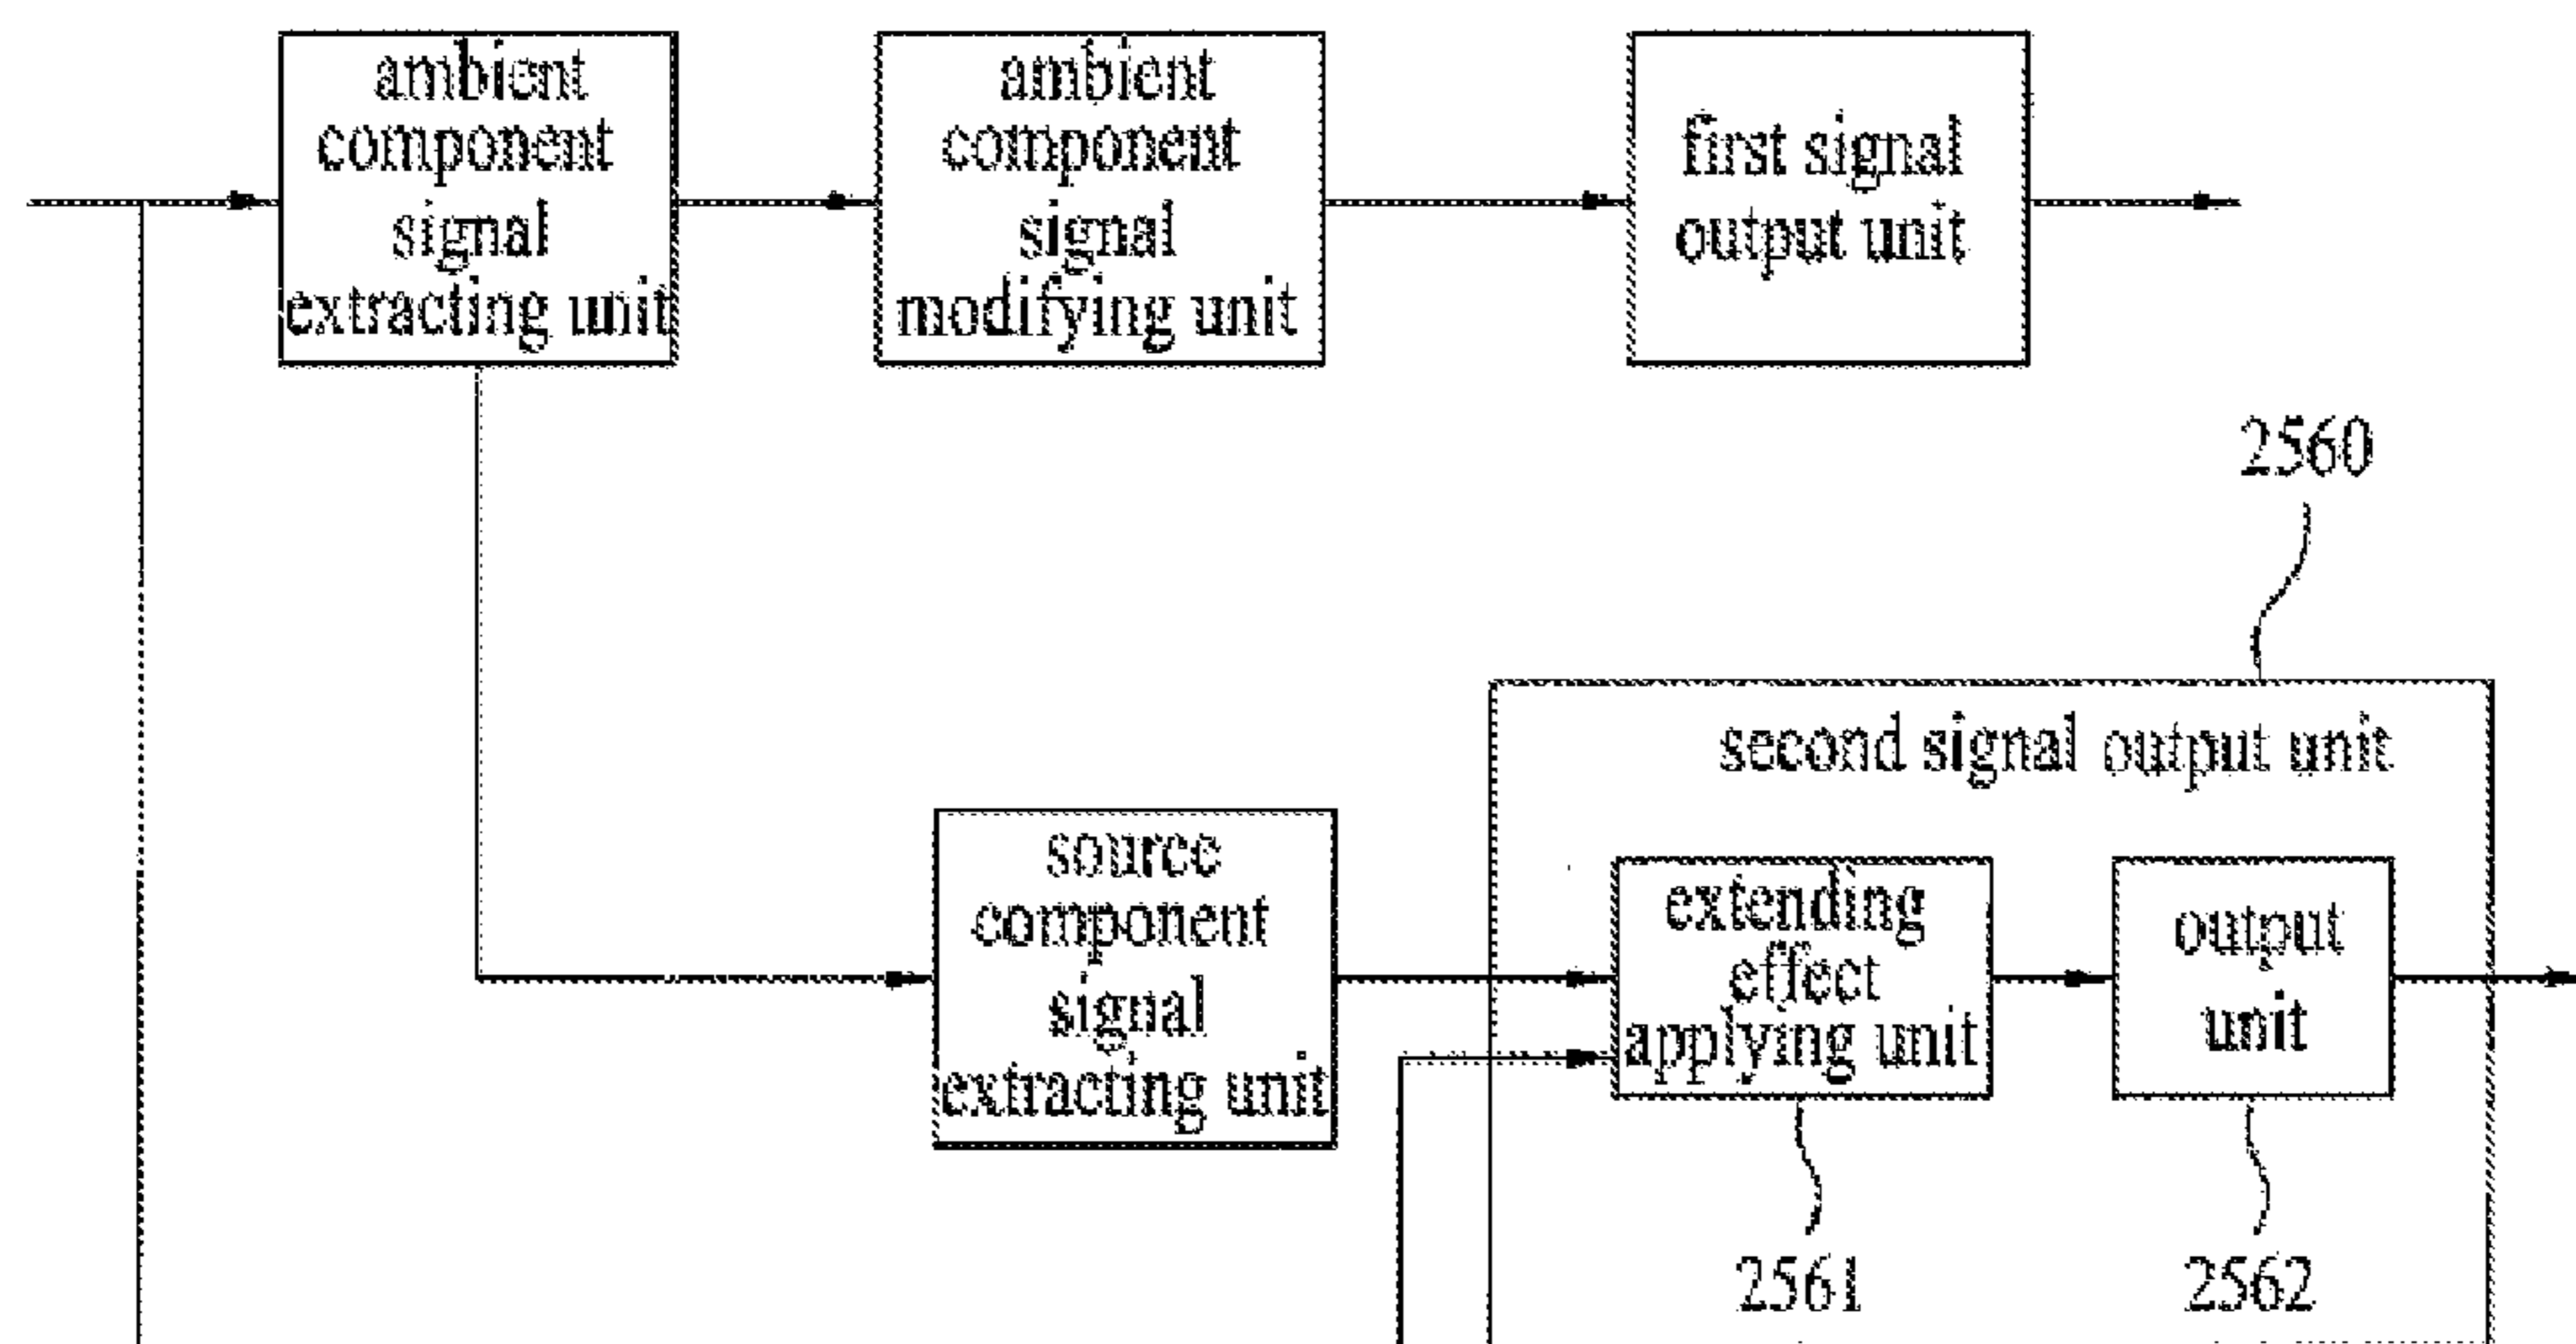 ambient
component
signal
extracting unit
ambient
component
signal
modifying unit
first signal
output unit
2560
second signal output unit
source
component
signal
extracting unit
extending
effect
applying unit
output
unit
2561
2562